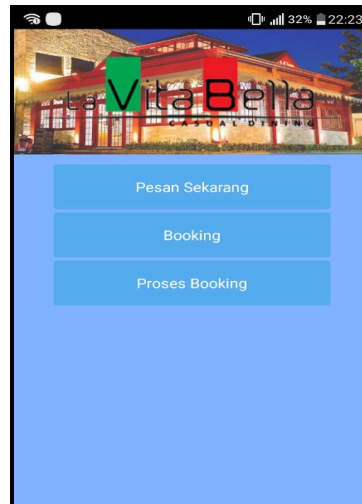 32% 22:23
La Vita Bella
CASUAL DINING
Pesan Sekarang
Booking
Proses Booking